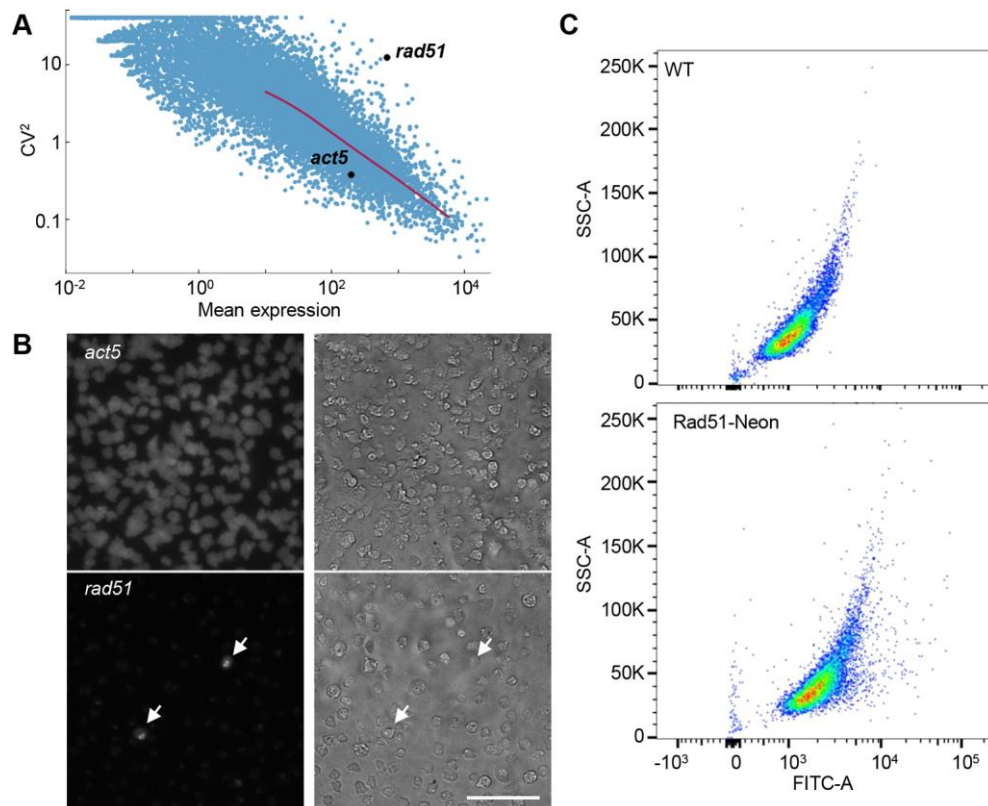 A
CV²
10
1
0.1
rad51
act5
10⁻² 10⁰ 10² 10⁴
Mean expression
B
act5
rad51
C
WT
SSC-A
250K
200K
150K
100K
50K
0
Rad51-Neon
SSC-A
250K
200K
150K
100K
50K
0
-10³ 0 10³ 10⁴ 10⁵
FITC-A